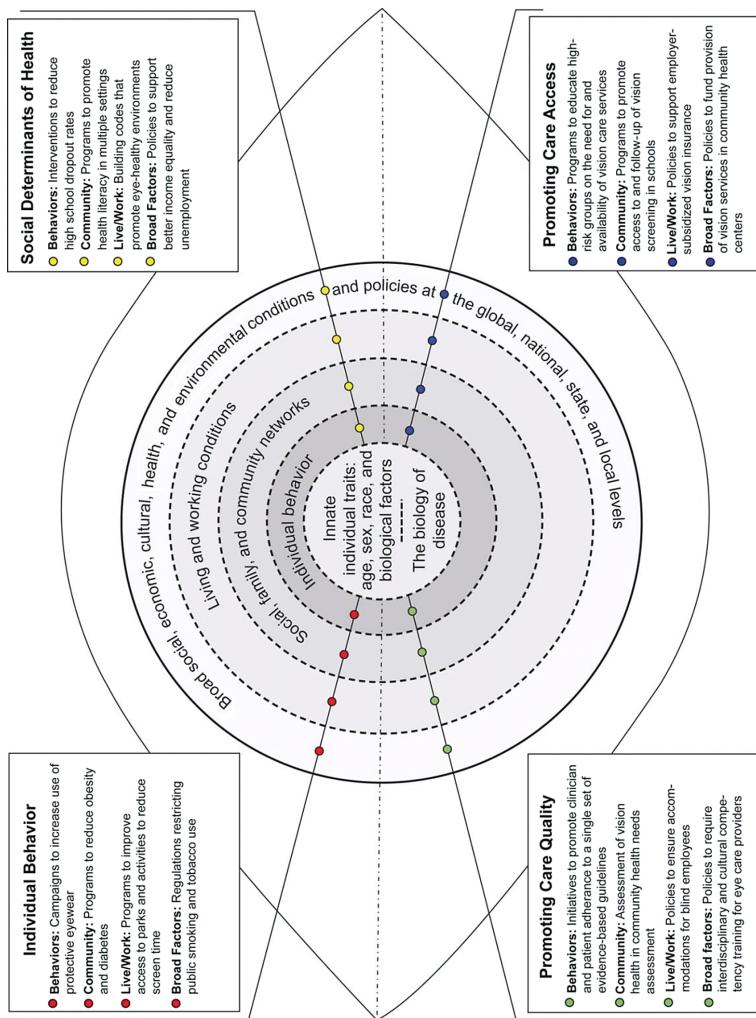 Individual Behavior
Behaviors: Campaigns to increase use of
protective eyewear
Community: Programs to reduce obesity
and diabetes
Live/Work: Programs to improve
access to parks and activities to reduce
screen time
Broad Factors: Regulations restricting
public smoking and tobacco use
Social Determinants of Health
Behaviors: Interventions to reduce
high school dropout rates
Community: Programs to promote
health literacy in multiple settings
Live/Work: Building codes that
promote eye-healthy environments
Broad Factors: Policies to support
better income equality and reduce
unemployment
Broad social, economic, cultural, health, and environmental conditions and policies at the global, national, state, and local levels
Living and working conditions
Social, family, and community networks
Individual behavior
Innate
individual traits:
age, sex, race, and
biological factors
The biology of
disease
Promoting Care Quality
Behaviors: Initiatives to promote clinician
and patient adherance to a single set of
evidence-based guidelines
Community: Assessment of vision
health in community health needs
assessment
Live/Work: Policies to ensure accom-
modations for blind employees
Broad factors: Policies to require
interdisciplinary and cultural compe-
tency training for eye care providers
Promoting Care Access
Behaviors: Programs to educate high-
risk groups on the need for and
availability of vision care services
Community: Programs to promote
access to and follow-up of vision
screening in schools
Live/Work: Policies to support employer-
subsidized vision insurance
Broad Factors: Policies to fund provision
of vision services in community health
centers